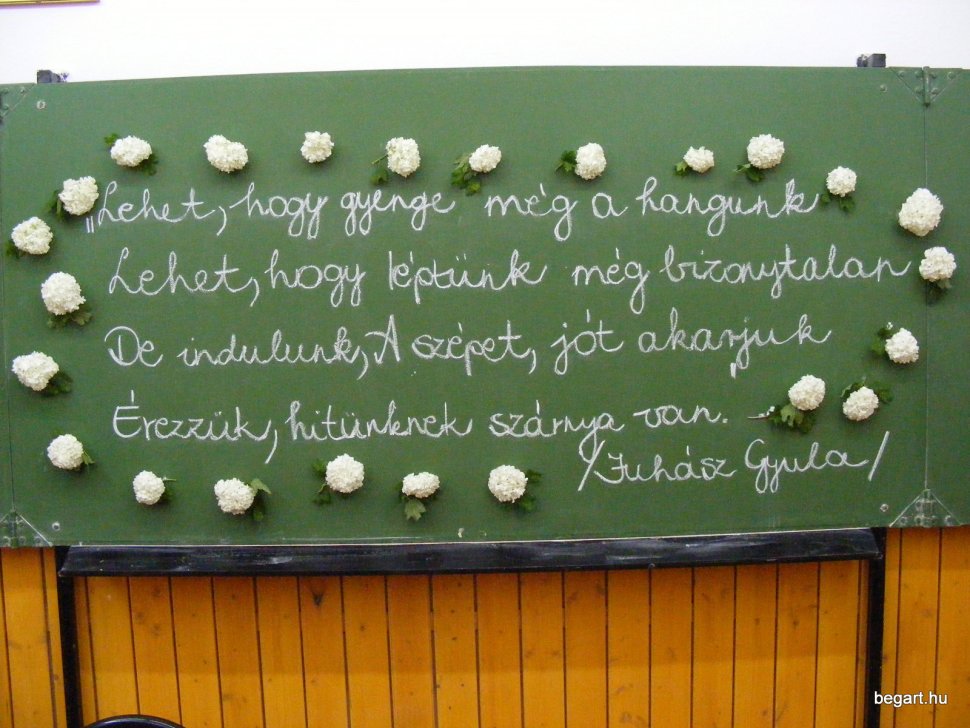 „Lehet, hogy gyenge még a hangunk
Lehet, hogy léptünk még bizonytalan
De indulunk, A szépet, jót akarjuk
Érezzük, hitünknek szárnya van.
/Juhász Gyula/
begart.hu